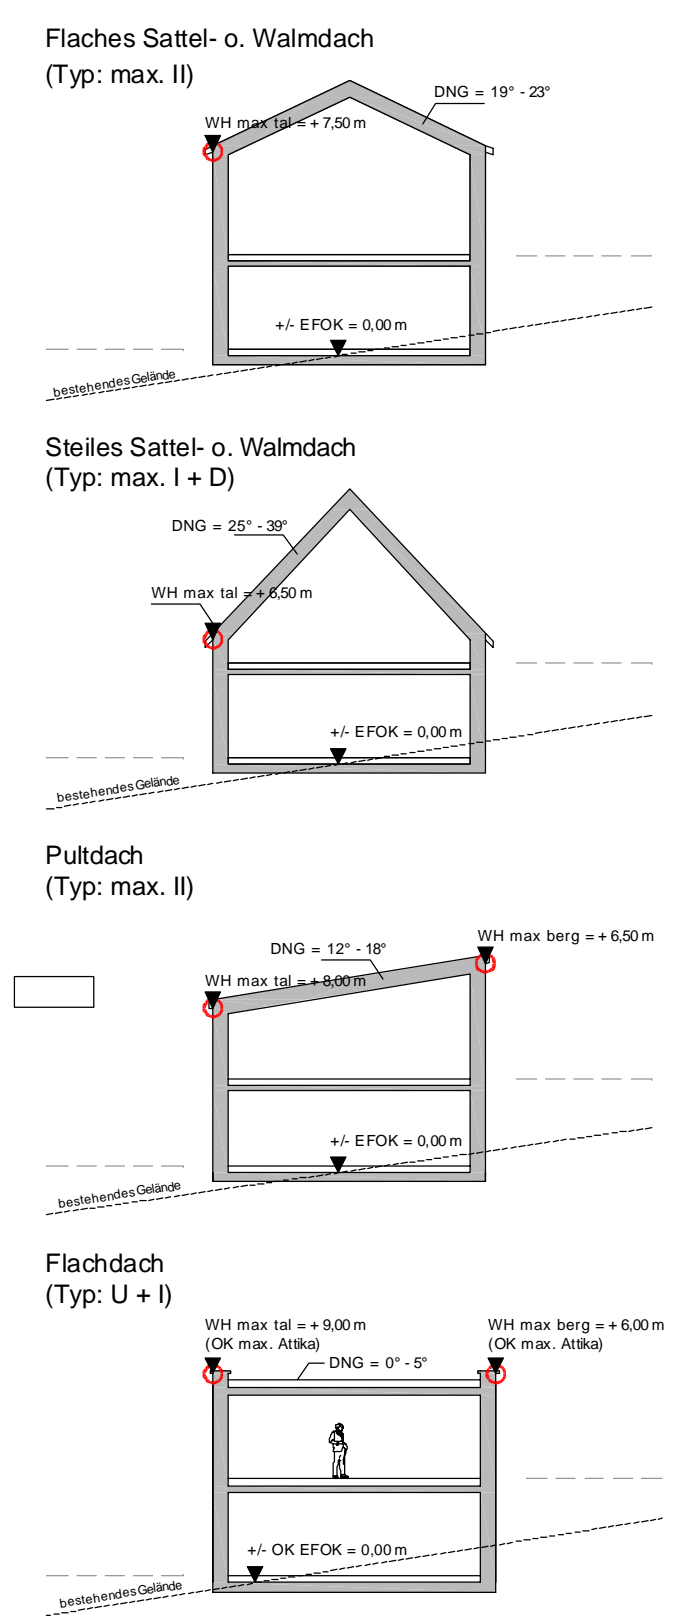 Flaches Sattel- o. Walmdach
(Typ: max. II)
DNG = 19° - 23°
WH max tal = + 7,50 m
+/- EFOK = 0,00 m
bestehendes Gelände
Steiles Sattel- o. Walmdach
(Typ: max. I + D)
DNG = 25° - 39°
WH max tal = + 6,50 m
+/- EFOK = 0,00 m
bestehendes Gelände
Pultdach
(Typ: max. II)
WH max berg = + 6,50 m
DNG = 12° - 18°
WH max tal = + 8,00 m
+/- EFOK = 0,00 m
bestehendes Gelände
Flachdach
(Typ: U + I)
WH max tal = + 9,00 m
(OK max. Attika)
WH max berg = + 6,00 m
(OK max. Attika)
DNG = 0° - 5°
+/- OK EFOK = 0,00 m
bestehendes Gelände